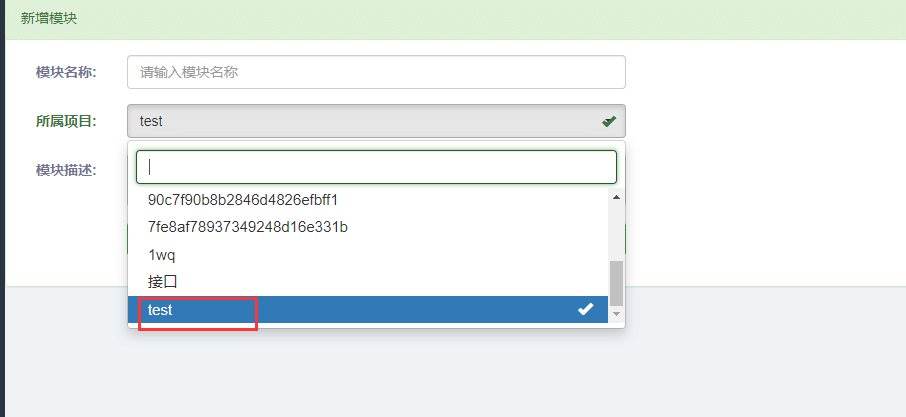 新增模块
模块名称:
请输入模块名称
所属项目:
test
模块描述:
90c7f90b8b2846d4826efbff1
7fe8af78937349248d16e331b
1wq
接口
test